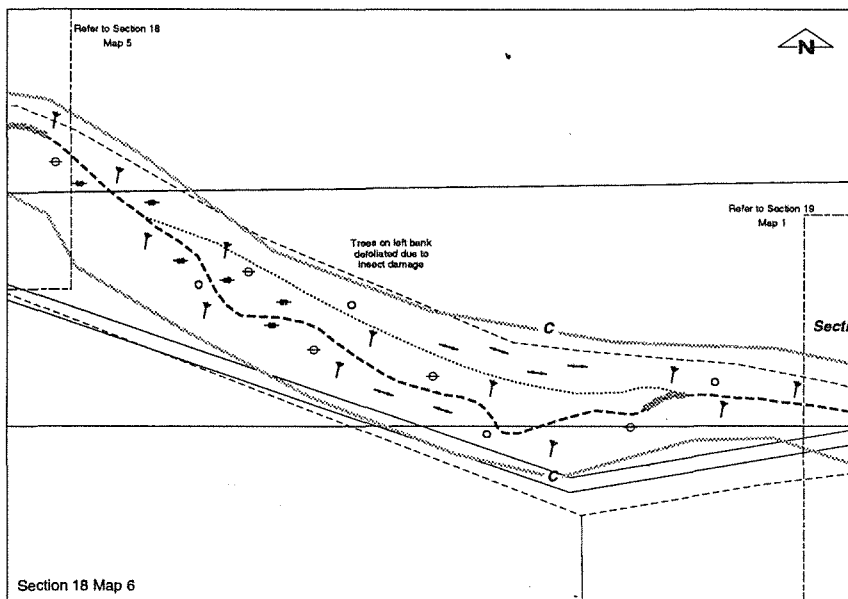 Refer to Section 18
Map 5
N
Refer to Section 19
Map 1
Trees on left bank
defoliated due to
insect damage
C
Secti
C
Section 18 Map 6